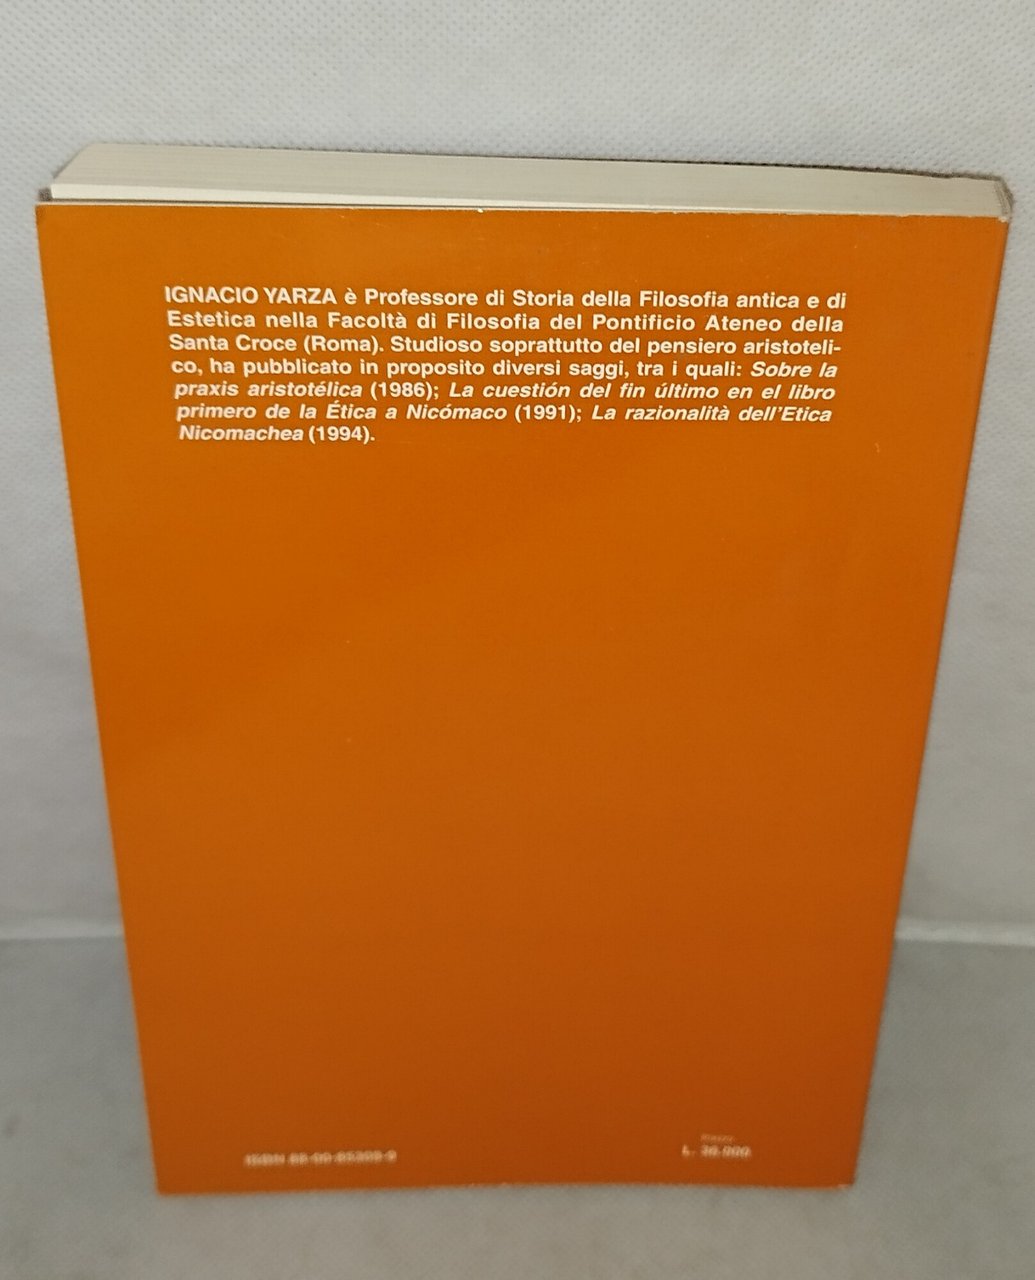 IGNACIO YARZA è Professore di Storia della Filosofia antica e di
Estetica nella Facoltà di Filosofia del Pontificio Ateneo della
Santa Croce (Roma). Studioso soprattutto del pensiero aristoteli-
co, ha pubblicato in proposito diversi saggi, tra i quali: Sobre la
praxis aristotélica (1986); La cuestión del fin último en el libro
primero de la Ética a Nicómaco (1991); La razionalità dell'Etica
Nicomachea (1994).
ISBN
L.